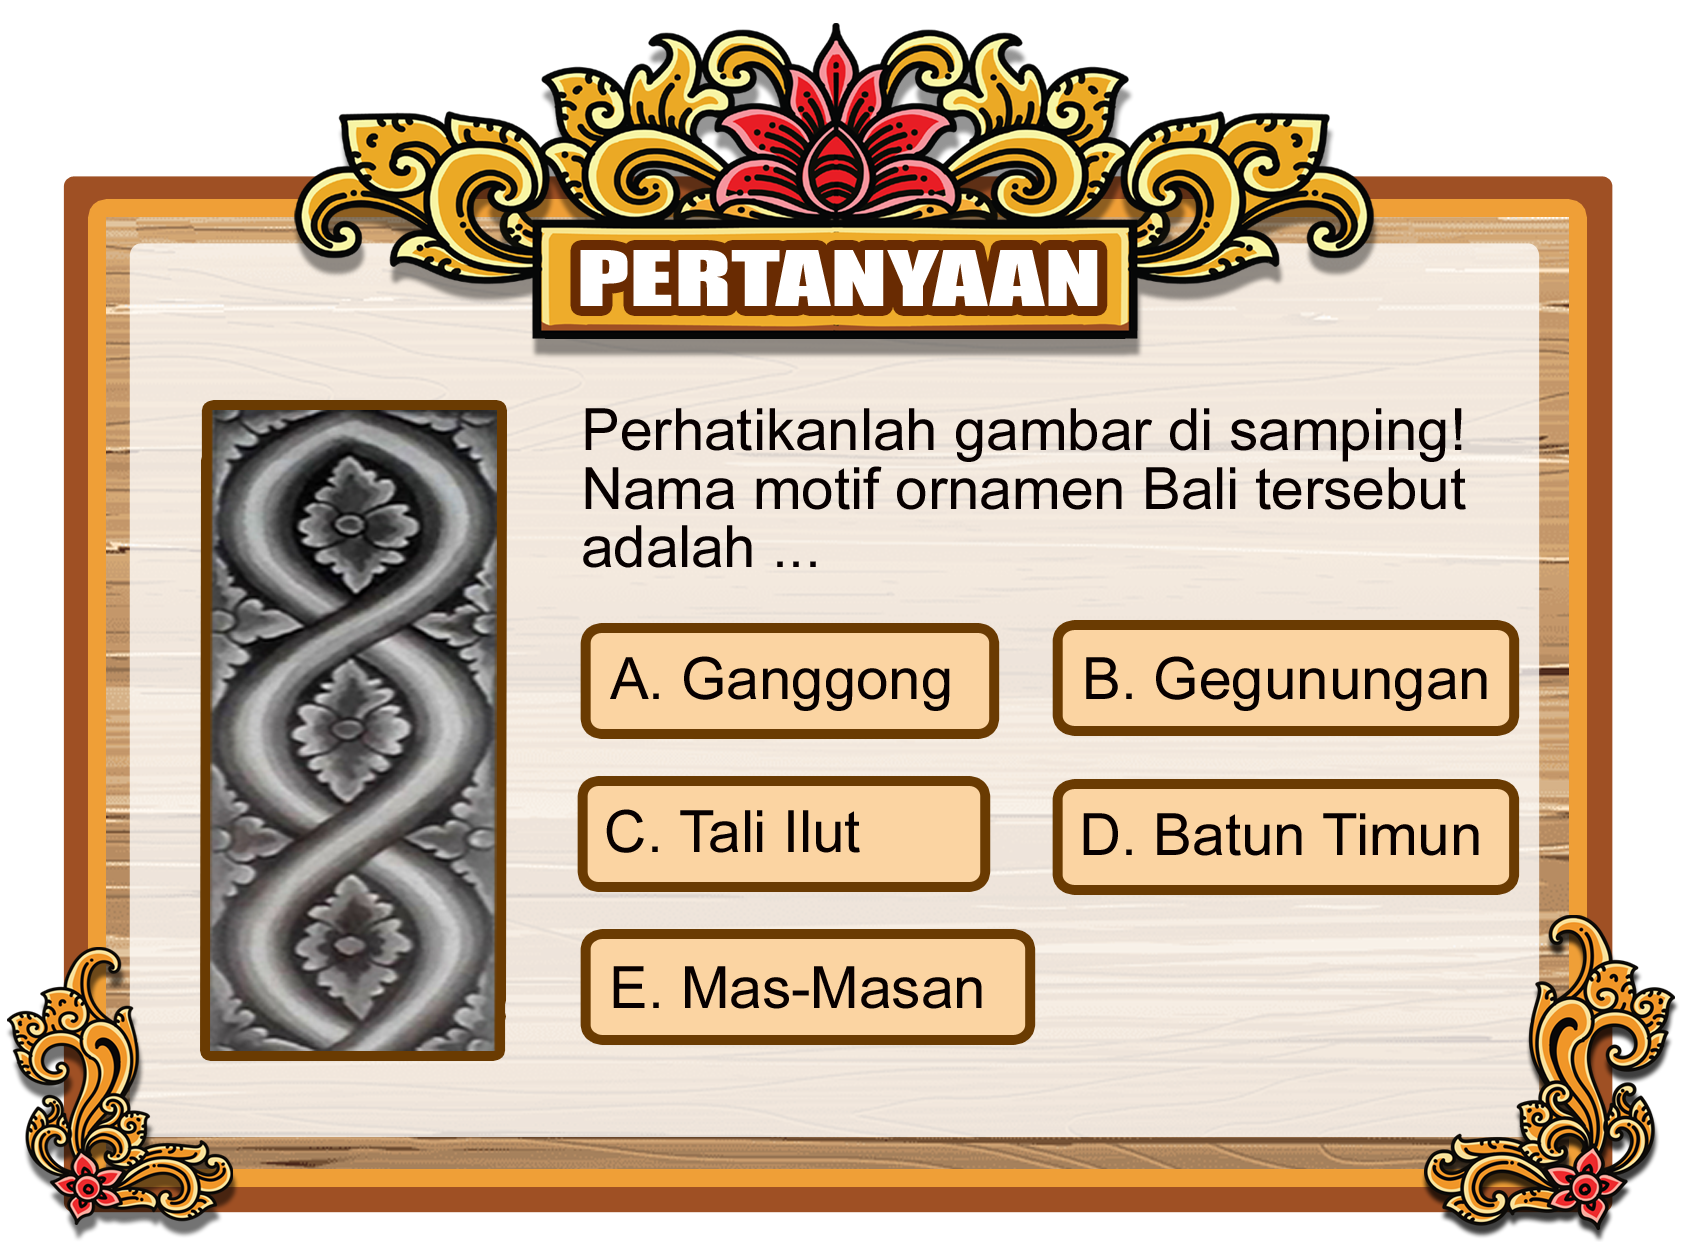 PERTANYAAN
Perhatikanlah gambar di samping!
Nama motif ornamen Bali tersebut
adalah ...
A. Ganggong
B. Gegunungan
C. Tali Ilut
D. Batun Timun
E. Mas-Masan